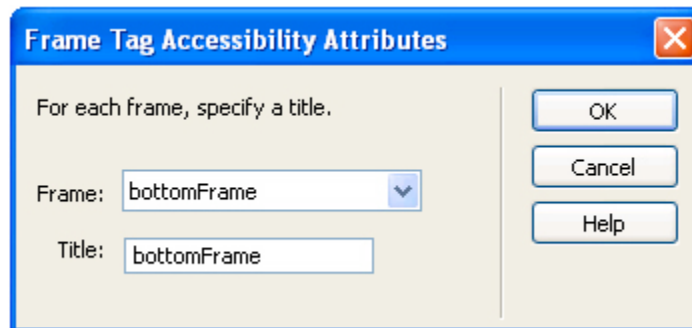 Frame Tag Accessibility Attributes
For each frame, specify a title.
OK
Cancel
Frame: bottomFrame
Help
Title: bottomFrame